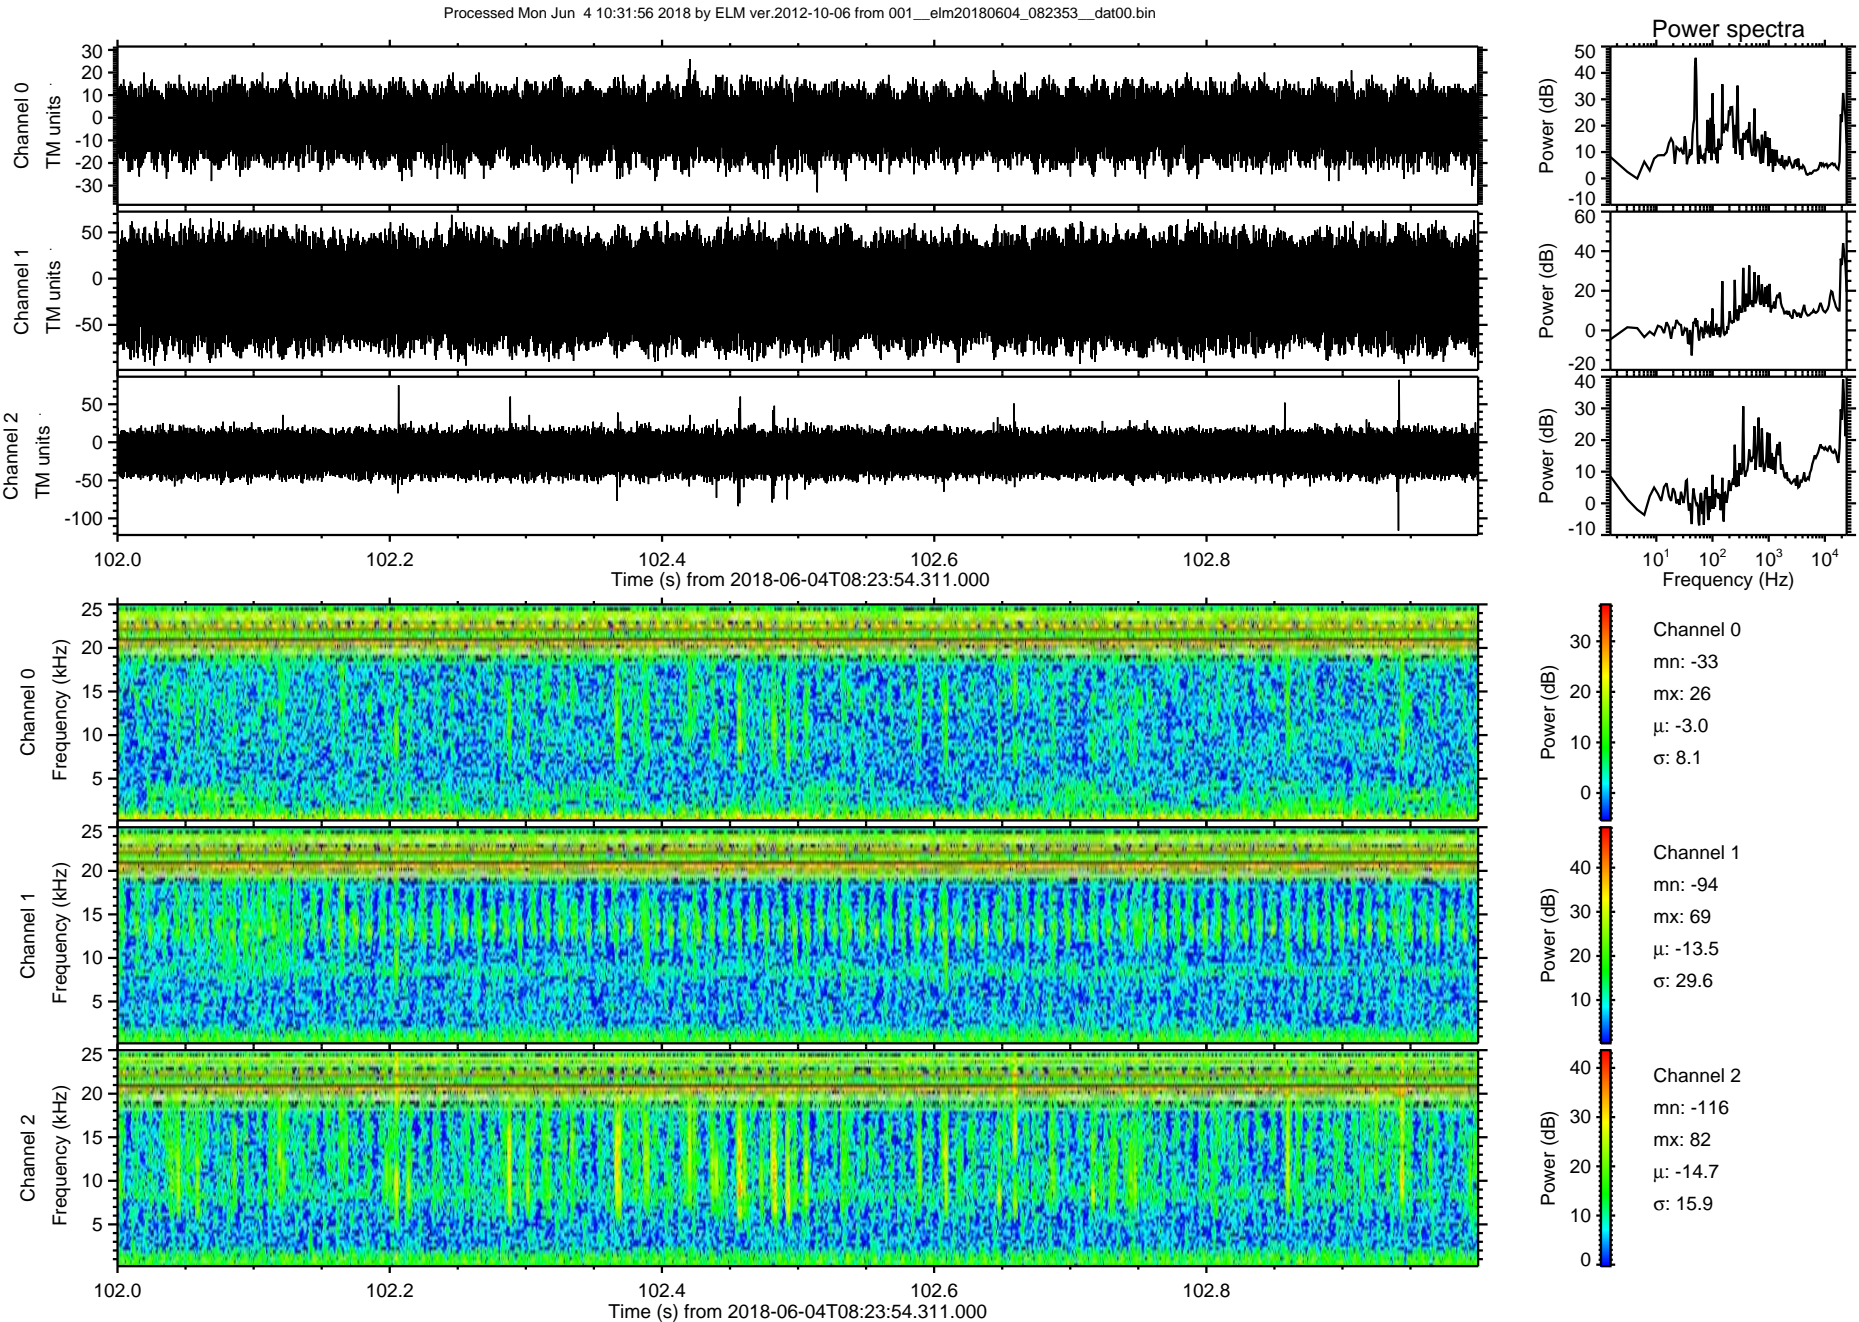 Processed Mon Jun  4 10:31:56 2018 by ELM ver.2012-10-06 from 001__elm20180604_082353__dat00.bin
Power spectra
Channel 0
TM units
30
20
10
0
-10
-20
-30
Power (dB)
50
40
30
20
10
0
-10
Channel 1
TM units
50
0
-50
Power (dB)
60
40
20
0
-20
Channel 2
TM units
50
0
-50
-100
Power (dB)
40
30
20
10
0
-10
102.0 102.2 102.4 102.6 102.8
Time (s) from 2018-06-04T08:23:54.311.000
10^1 10^2 10^3 10^4
Frequency (Hz)
Channel 0
Frequency (kHz)
25
20
15
10
5
Power (dB)
30
20
10
0
Channel 0
mn: -33
mx: 26
μ: -3.0
σ: 8.1
Channel 1
Frequency (kHz)
25
20
15
10
5
Power (dB)
40
30
20
10
Channel 1
mn: -94
mx: 69
μ: -13.5
σ: 29.6
Channel 2
Frequency (kHz)
25
20
15
10
5
Power (dB)
40
30
20
10
0
Channel 2
mn: -116
mx: 82
μ: -14.7
σ: 15.9
102.0 102.2 102.4 102.6 102.8
Time (s) from 2018-06-04T08:23:54.311.000